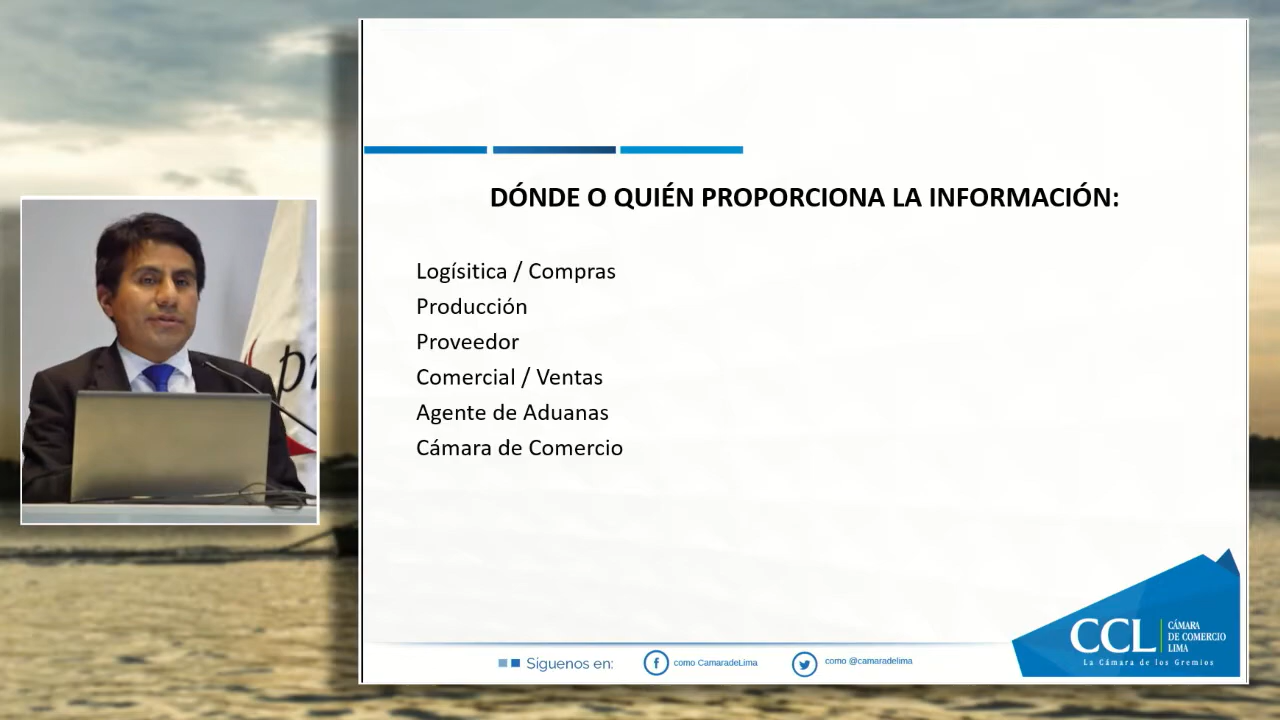 DÓNDE O QUIÉN PROPORCIONA LA INFORMACIÓN:
Logísitica / Compras
Producción
Proveedor
Comercial / Ventas
Agente de Aduanas
Cámara de Comercio
CCL
CÁMARA
DE COMERCIO
LIMA
La Cámara de los Gremios
Síguenos en:
como CamaradeLima
como @camaradelima